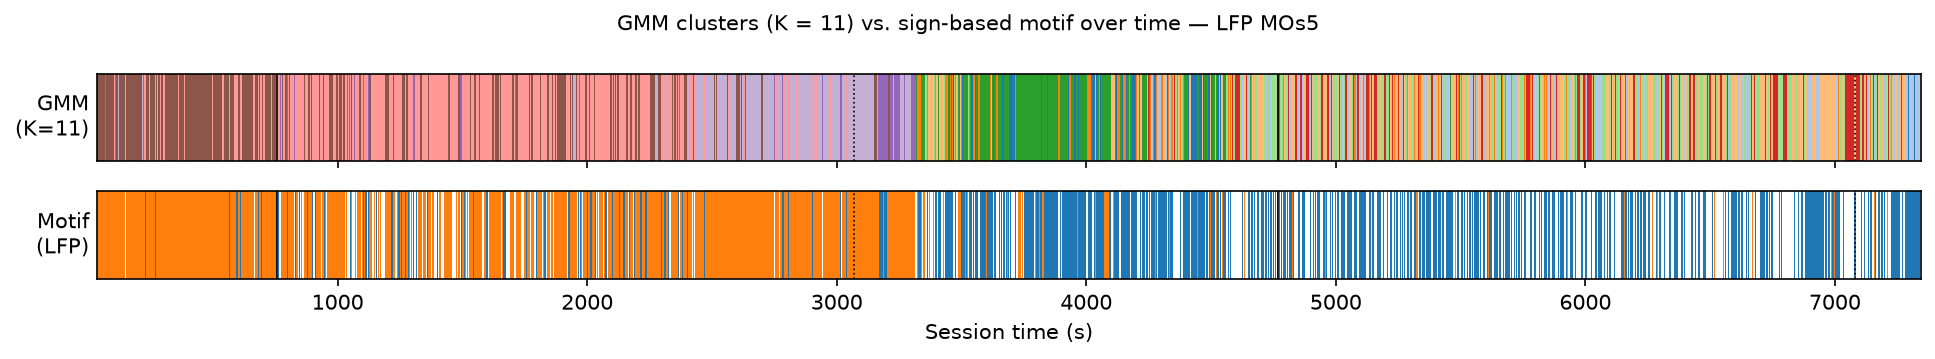 GMM clusters (K = 11) vs. sign-based motif over time — LFP MOs5
GMM
(K=11)
Motif
(LFP)
1000 2000 3000 4000 5000 6000 7000
Session time (s)